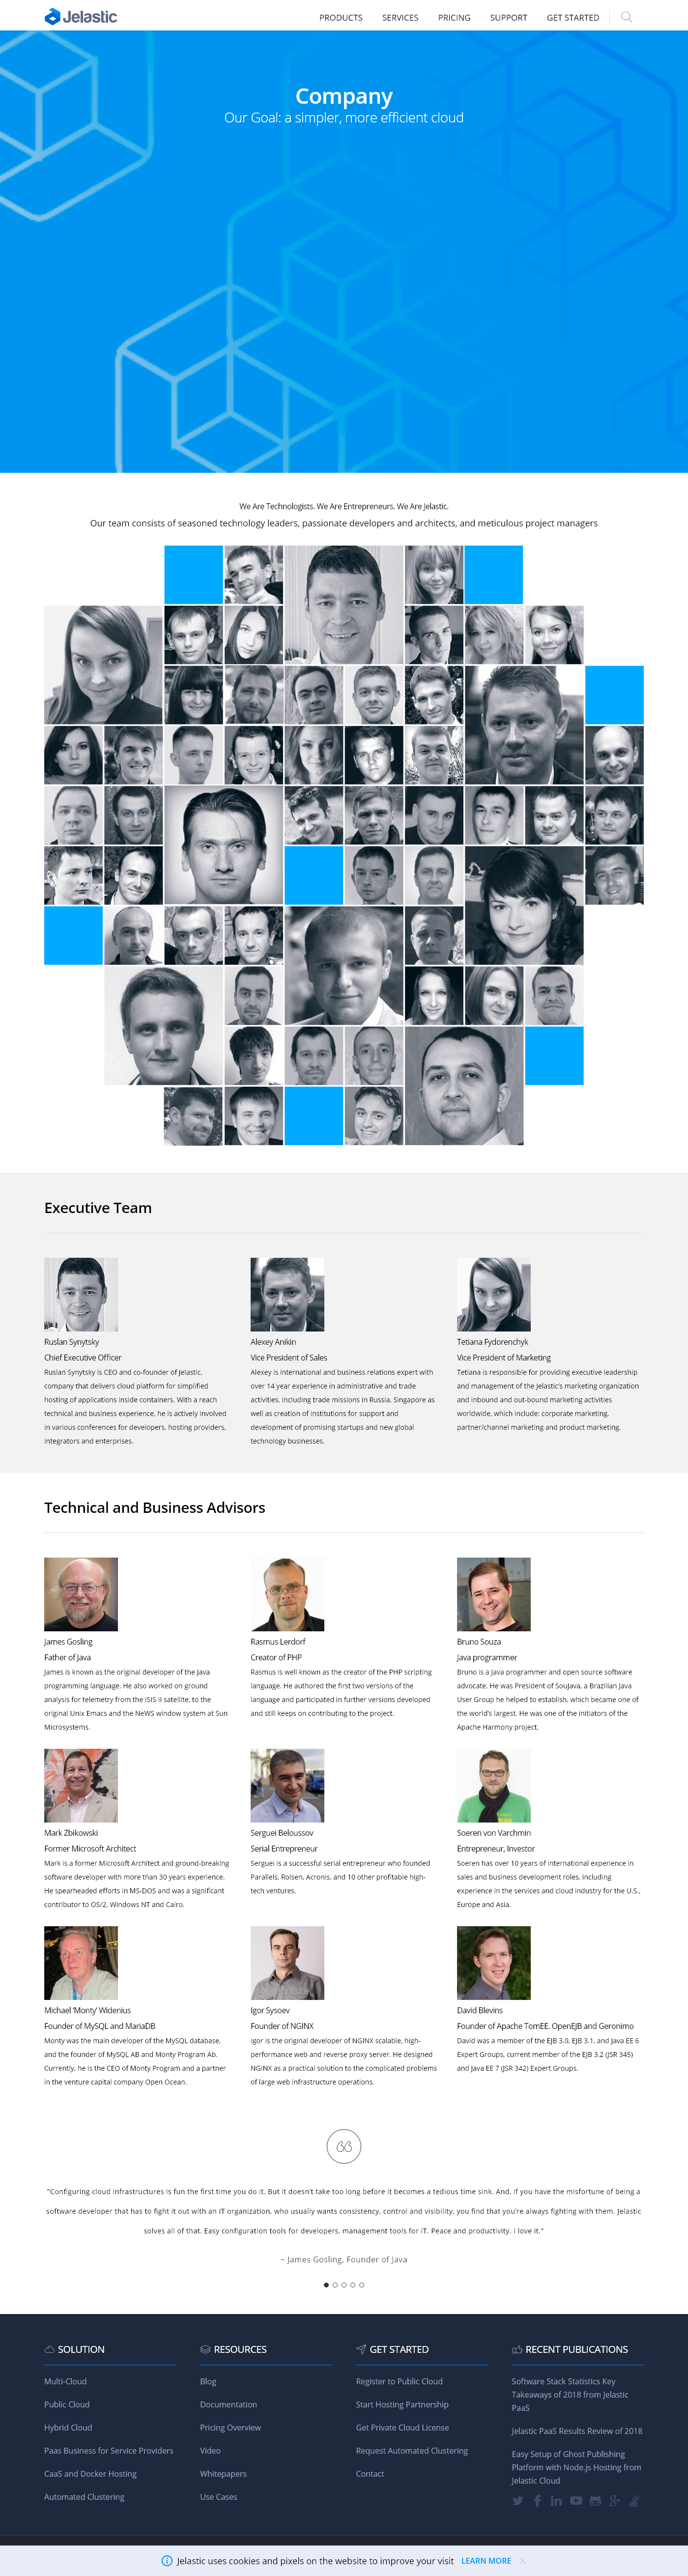 Jelastic
PRODUCTS SERVICES PRICING SUPPORT GET STARTED
Company
Our Goal: a simpler, more efficient cloud
We Are Technologists. We Are Entrepreneurs. We Are Jelastic.
Our team consists of seasoned technology leaders, passionate developers and architects, and meticulous project managers
Executive Team
Ruslan Synytsky
Chief Executive Officer
Ruslan Synytsky is CEO and co-founder of Jelastic,
company that delivers cloud platform for simplified
hosting of applications inside containers. With a reach
technical and business experience, he is actively involved
in various conferences for developers, hosting providers,
integrators and enterprises.
Alexey Anikin
Vice President of Sales
Alexey is international and business relations expert with
over 14 year experience in administrative and trade
activities, including trade missions in Russia, Singapore as
well as creation of institutions for support and
development of promising startups and new global
technology businesses.
Tetiana Fydorenchyk
Vice President of Marketing
Tetiana is responsible for providing executive leadership
and management of the Jelastic's marketing organization
and inbound and out-bound marketing activities
worldwide, which include: corporate marketing,
partner/channel marketing and product marketing.
Technical and Business Advisors
James Gosling
Father of Java
James is known as the original developer of the Java
programming language. He also worked on ground
analysis for telemetry from the ISIS II satellite, to the
original Unix Emacs and the NeWS window system at Sun
Microsystems.
Rasmus Lerdorf
Creator of PHP
Rasmus is well known as the creator of the PHP scripting
language. He authored the first two versions of the
language and participated in further versions developed
and still keeps on contributing to the project.
Bruno Souza
Java programmer
Bruno is a Java programmer and open source software
advocate. He was President of SouJava, a Brazilian Java
User Group he helped to establish, which became one of
the world's largest. He was one of the initiators of the
Apache Harmony project.
Mark Zbikowski
Former Microsoft Architect
Mark is a former Microsoft Architect and ground-breaking
software developer with more than 30 years experience.
He spearheaded efforts in MS-DOS and was a significant
contributor to OS/2, Windows NT and Cairo.
Serguei Beloussov
Serial Entrepreneur
Serguei is a successful serial entrepreneur who founded
Parallels, Rolsen, Acronis, and 10 other profitable high-
tech ventures.
Soeren von Varchmin
Entrepreneur, Investor
Soeren has over 10 years of international experience in
sales and business development roles, including
experience in the services and cloud industry for the U.S.,
Europe and Asia.
Michael 'Monty' Widenius
Founder of MySQL and MariaDB
Monty was the main developer of the MySQL database,
and the founder of MySQL AB and Monty Program Ab.
Currently, he is the CEO of Monty Program and a partner
in the venture capital company Open Ocean.
Igor Sysoev
Founder of NGINX
Igor is the original developer of NGINX scalable, high-
performance web and reverse proxy server. He designed
NGINX as a practical solution to the complicated problems
of large web infrastructure operations.
David Blevins
Founder of Apache TomEE. OpenEJB and Geronimo
David was a member of the EJB 3.0, EJB 3.1, and Java EE 6
Expert Groups, current member of the EJB 3.2 (JSR 345)
and Java EE 7 (JSR 342) Expert Groups.
"Configuring cloud infrastructures is fun the first time you do it. But it doesn't take too long before it becomes a tedious time sink. And, if you have the misfortune of being a
software developer that has to fight it out with an IT organization, who usually wants consistency, control and visibility, you find that you're always fighting with them. Jelastic
solves all of that. Easy configuration tools for developers, management tools for IT. Peace and productivity. I love it."
~ James Gosling, Founder of Java
SOLUTION
Multi-Cloud
Public Cloud
Hybrid Cloud
Paas Business for Service Providers
CaaS and Docker Hosting
Automated Clustering
RESOURCES
Blog
Documentation
Pricing Overview
Video
Whitepapers
Use Cases
GET STARTED
Register to Public Cloud
Start Hosting Partnership
Get Private Cloud License
Request Automated Clustering
Contact
RECENT PUBLICATIONS
Software Stack Statistics Key
Takeaways of 2018 from Jelastic
PaaS
Jelastic PaaS Results Review of 2018
Easy Setup of Ghost Publishing
Platform with Node.js Hosting from
Jelastic Cloud
Jelastic uses cookies and pixels on the website to improve your visit LEARN MORE